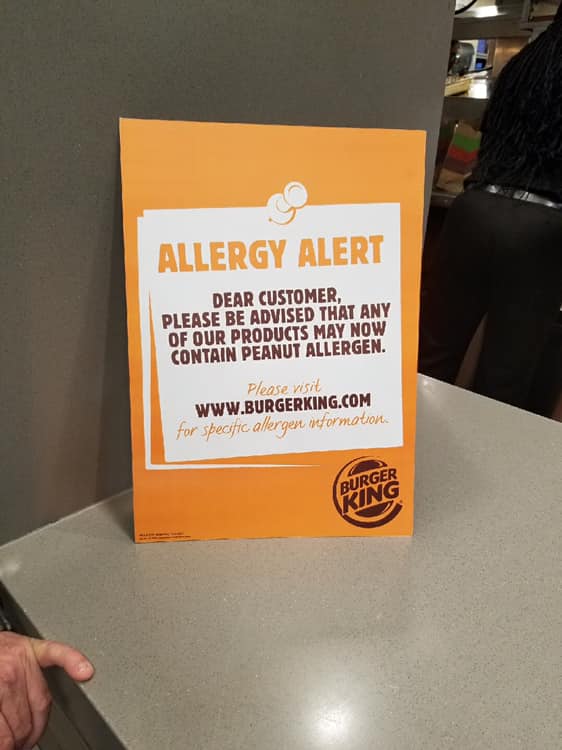 ALLERGY ALERT
DEAR CUSTOMER,
PLEASE BE ADVISED THAT ANY
OF OUR PRODUCTS MAY NOW
CONTAIN PEANUT ALLERGEN.
Please visit
WWW.BURGERKING.COM
for specific allergen information.
BURGER
KING